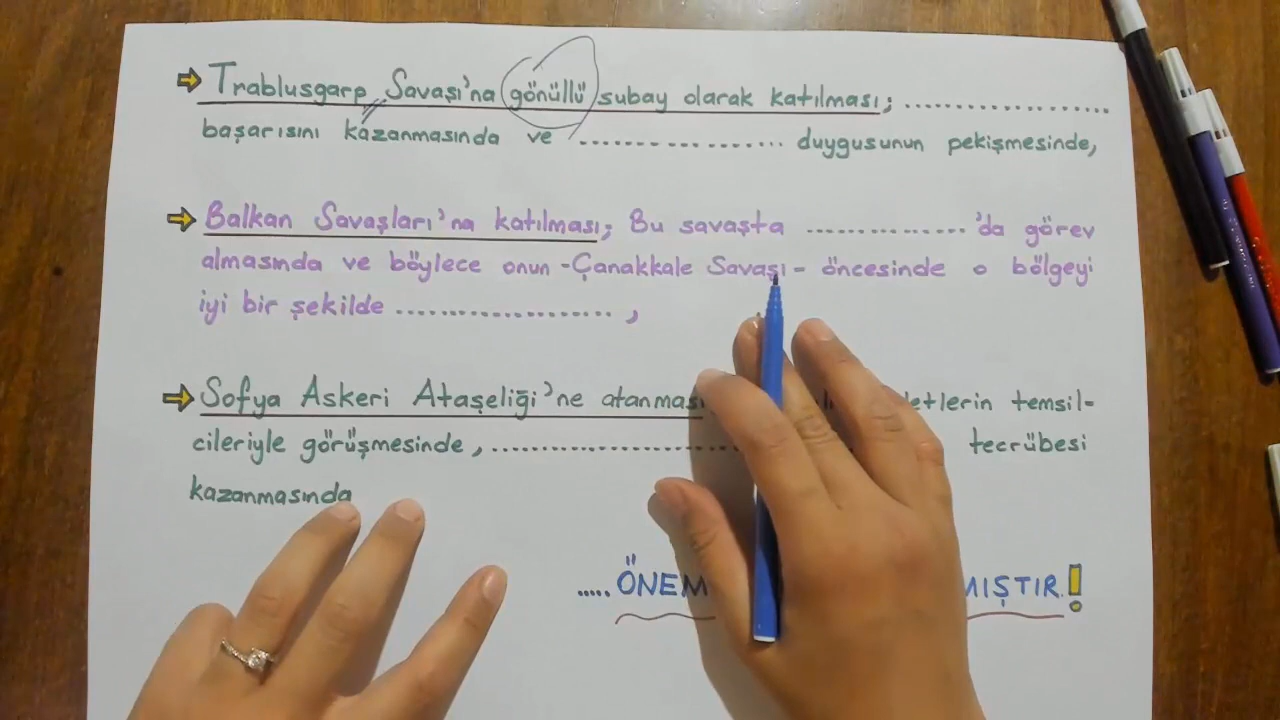 → Trablusgarp Savaşı'na gönüllü subay olarak katılması; ....................
başarısını kazanmasında ve .................... duygusunun pekişmesinde,
→ Balkan Savaşları'na katılması; Bu savaşta ................'da görev
almasında ve böylece onun -Çanakkale Savaşı- öncesinde o bölgeyi
iyi bir şekilde ...................... ,
→ Sofya Askeri Ataşeliği'ne atanması temsil-
cileriyle görüşmesinde, .......................... tecrübesi
kazanmasında
..... !